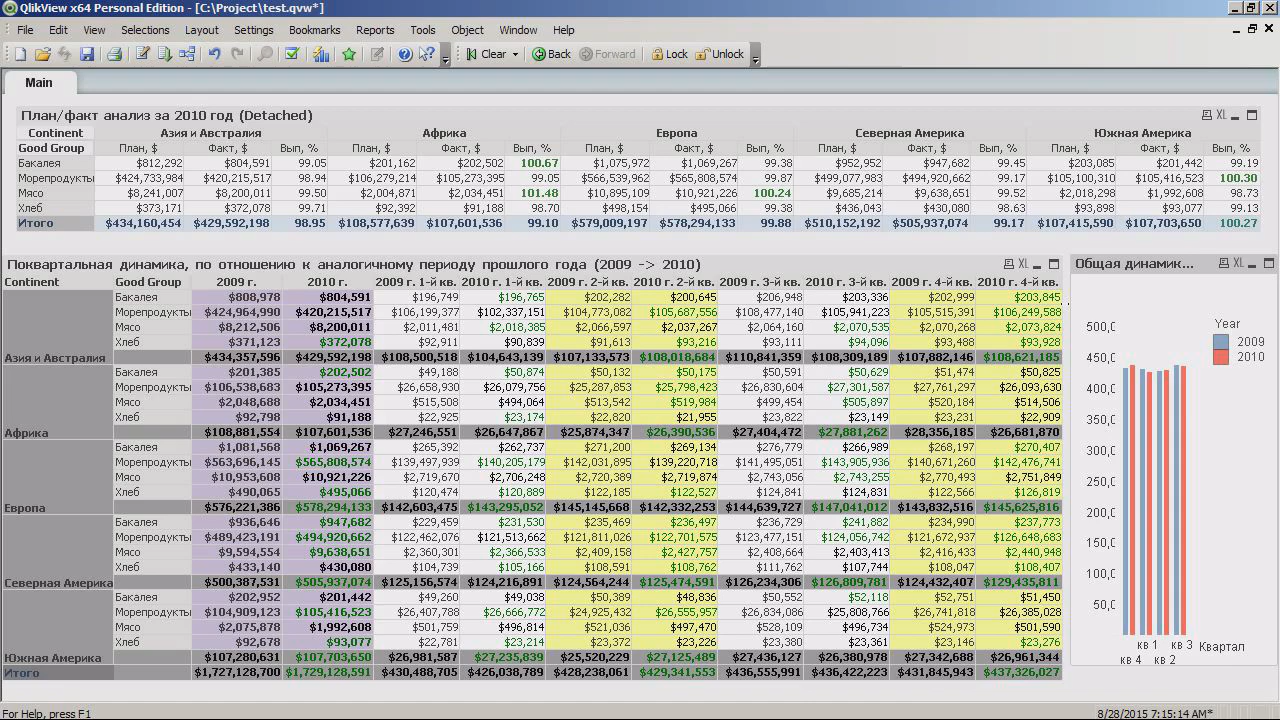 QlikView x64 Personal Edition - [C:\Project\test.qvw*]
File Edit View Selections Layout Settings Bookmarks Reports Tools Object Window Help
Clear Back Forward Lock Unlock
Main
План/факт анализ за 2010 год (Detached) XL
Continent Азия и Австралия Африка Европа Северная Америка Южная Америка
Good Group План, $ Факт, $ Вып, % План, $ Факт, $ Вып, % План, $ Факт, $ Вып, % План, $ Факт, $ Вып, % План, $ Факт, $ Вып, %
Бакалея $812,292 $804,591 99.05 $201,162 $202,502 100.67 $1,075,972 $1,069,267 99.38 $952,952 $947,682 99.45 $203,085 $201,442 99.19
Морепродукты $424,733,984 $420,215,517 98.94 $106,279,214 $105,273,395 99.05 $566,539,962 $565,808,574 99.87 $499,077,983 $494,920,662 99.17 $105,100,310 $105,416,523 100.30
Мясо $8,241,007 $8,200,011 99.50 $2,004,871 $2,034,451 101.48 $10,895,109 $10,921,226 100.24 $9,685,214 $9,638,651 99.52 $2,018,298 $1,992,608 98.73
Хлеб $373,171 $372,078 99.71 $92,392 $91,188 98.70 $498,154 $495,066 99.38 $436,043 $430,080 98.63 $93,898 $93,077 99.13
Итого $434,160,454 $429,592,198 98.95 $108,577,639 $107,601,536 99.10 $579,009,197 $578,294,133 99.88 $510,152,192 $505,937,074 99.17 $107,415,590 $107,703,650 100.27
Поквартальная динамика, по отношению к аналогичному периоду прошлого года (2009 -> 2010) XL
Continent Good Group 2009 г. 2010 г. 2009 г. 1-й кв. 2010 г. 1-й кв. 2009 г. 2-й кв. 2010 г. 2-й кв. 2009 г. 3-й кв. 2010 г. 3-й кв. 2009 г. 4-й кв. 2010 г. 4-й кв.
Бакалея $808,978 $804,591 $196,749 $196,765 $202,282 $200,645 $206,948 $203,336 $202,999 $203,845
Морепродукты $424,964,990 $420,215,517 $106,199,377 $102,337,151 $104,773,082 $105,687,556 $108,477,140 $105,941,223 $105,515,391 $106,249,588
Мясо $8,212,506 $8,200,011 $2,011,481 $2,018,385 $2,066,597 $2,037,267 $2,064,160 $2,070,535 $2,070,268 $2,073,824
Хлеб $371,123 $372,078 $92,911 $90,839 $91,613 $93,216 $93,111 $94,096 $93,488 $93,928
Азия и Австралия $434,357,596 $429,592,198 $108,500,518 $104,643,139 $107,133,573 $108,018,684 $110,841,359 $108,309,189 $107,882,146 $108,621,185
Бакалея $201,385 $202,502 $49,188 $50,874 $50,132 $50,175 $50,591 $50,629 $51,474 $50,825
Морепродукты $106,538,683 $105,273,395 $26,658,930 $26,079,756 $25,287,853 $25,798,423 $26,830,604 $27,301,587 $27,761,297 $26,093,630
Мясо $2,048,688 $2,034,451 $515,508 $494,064 $513,542 $519,984 $499,454 $505,897 $520,184 $514,506
Хлеб $92,798 $91,188 $22,925 $23,174 $22,820 $21,955 $23,822 $23,149 $23,231 $22,909
Африка $108,881,554 $107,601,536 $27,246,551 $26,647,867 $25,874,347 $26,390,536 $27,404,472 $27,881,262 $28,356,185 $26,681,870
Бакалея $1,081,568 $1,069,267 $265,392 $262,737 $271,200 $269,134 $276,779 $266,989 $268,197 $270,407
Морепродукты $563,696,145 $565,808,574 $139,497,939 $140,205,179 $142,031,895 $139,220,718 $141,495,051 $143,905,936 $140,671,260 $142,476,741
Мясо $10,953,608 $10,921,226 $2,719,670 $2,706,248 $2,720,389 $2,719,874 $2,743,056 $2,743,255 $2,770,493 $2,751,849
Хлеб $490,065 $495,066 $120,474 $120,889 $122,185 $122,527 $124,841 $124,831 $122,566 $126,819
Европа $576,221,386 $578,294,133 $142,603,475 $143,295,052 $145,145,668 $142,332,253 $144,639,727 $147,041,012 $143,832,516 $145,625,816
Бакалея $936,646 $947,682 $229,459 $231,530 $235,469 $236,497 $236,729 $241,882 $234,990 $237,773
Морепродукты $489,423,191 $494,920,662 $122,462,076 $121,513,662 $121,811,026 $122,701,575 $123,477,151 $124,056,742 $121,672,937 $126,648,683
Мясо $9,594,554 $9,638,651 $2,360,301 $2,366,533 $2,409,158 $2,427,757 $2,408,664 $2,403,413 $2,416,433 $2,440,948
Хлеб $433,140 $430,080 $104,739 $105,166 $108,591 $108,762 $111,762 $107,744 $108,047 $108,407
Северная Америка $500,387,531 $505,937,074 $125,156,574 $124,216,891 $124,564,244 $125,474,591 $126,234,306 $126,809,781 $124,432,407 $129,435,811
Бакалея $202,952 $201,442 $49,260 $49,038 $50,389 $48,836 $50,552 $52,118 $52,751 $51,450
Морепродукты $104,909,123 $105,416,523 $26,407,788 $26,666,772 $24,925,432 $26,555,957 $26,834,086 $25,808,766 $26,741,818 $26,385,028
Мясо $2,075,878 $1,992,608 $501,759 $496,814 $521,036 $497,470 $528,109 $496,734 $524,973 $501,590
Хлеб $92,678 $93,077 $22,781 $23,214 $23,372 $23,226 $23,380 $23,361 $23,146 $23,276
Южная Америка $107,280,631 $107,703,650 $26,981,587 $27,235,839 $25,520,229 $27,125,489 $27,436,127 $26,380,978 $27,342,688 $26,961,344
Итого $1,727,128,700 $1,729,128,591 $430,488,705 $426,038,789 $428,238,061 $429,341,553 $436,555,991 $436,422,223 $431,845,943 $437,326,027
Общая динамик... XL
Year
2009
2010
500,0
450,0
400,0
350,0
300,0
250,0
200,0
150,0
100,0
50,0
кв 1 кв 3 Квартал
кв 4 кв 2
For Help, press F1 8/28/2015 7:15:14 AM*